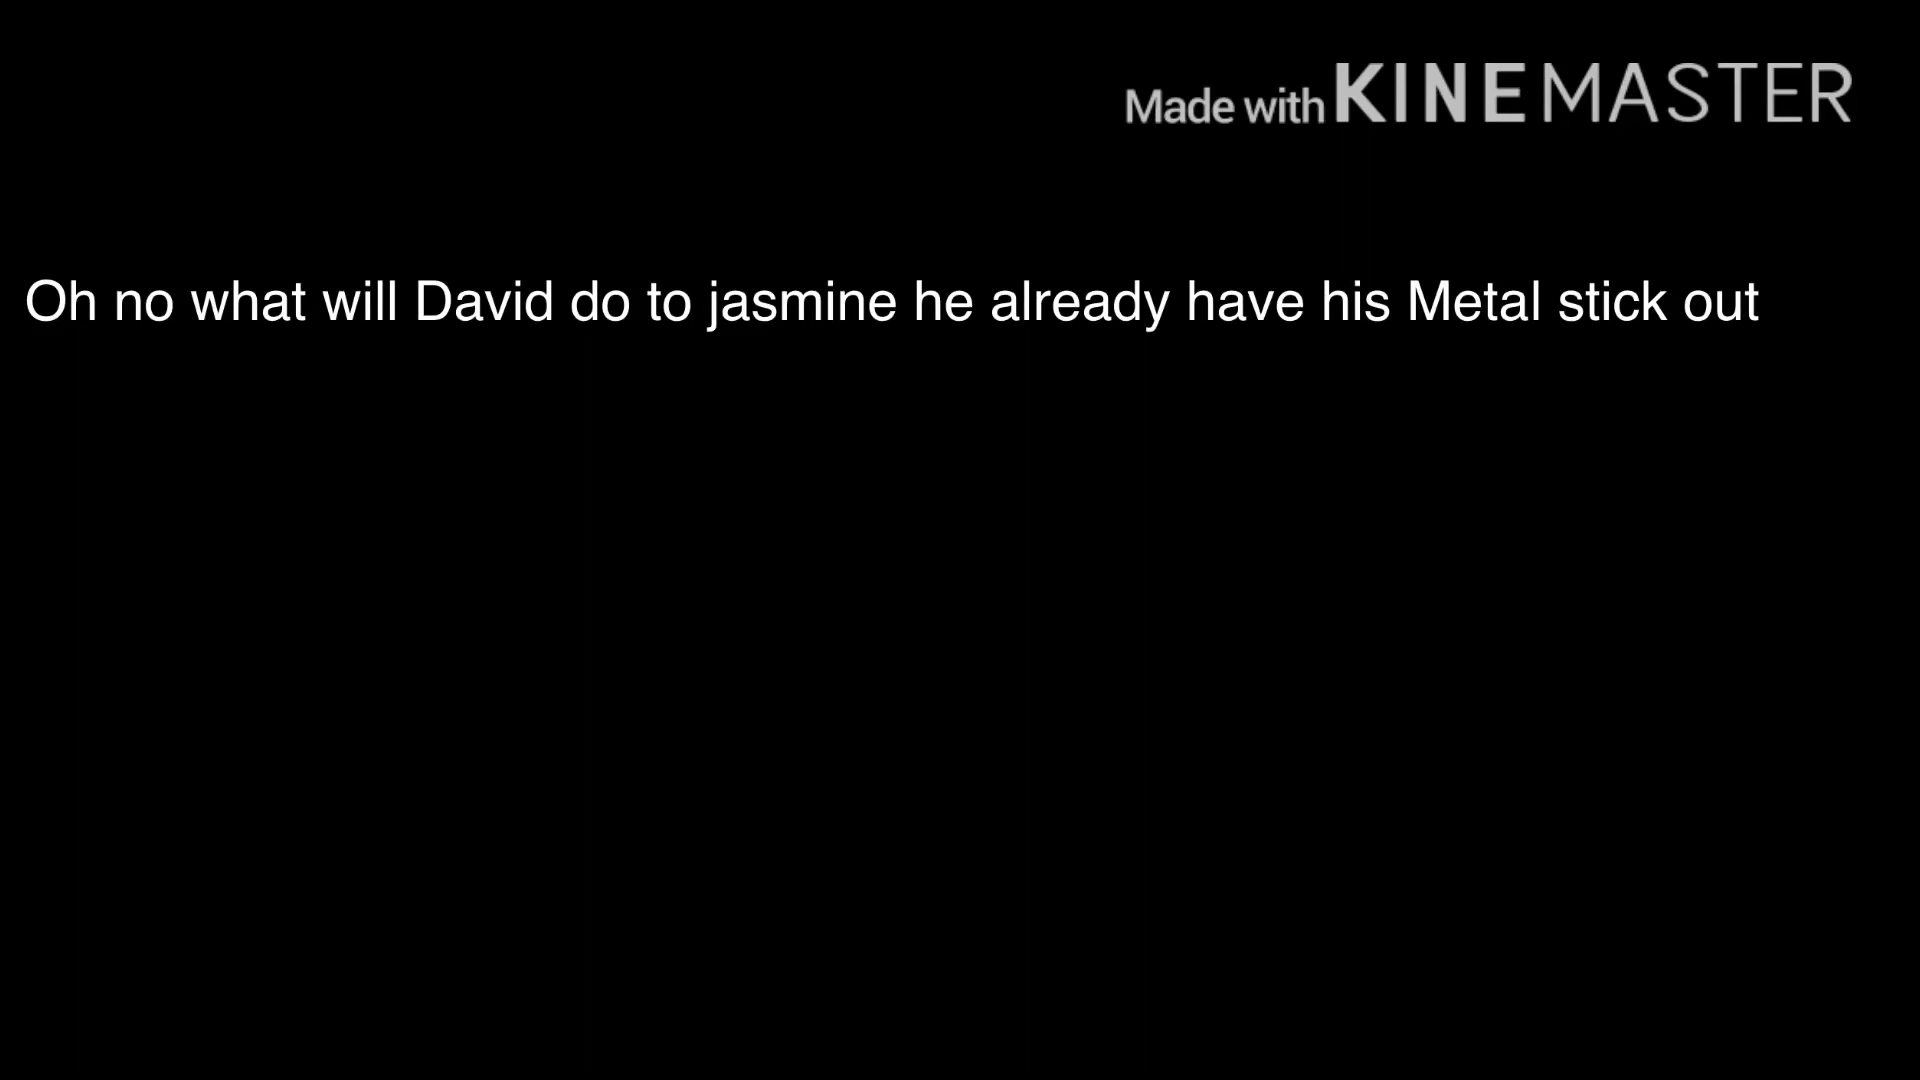 Made with KINEMASTER
Oh no what will David do to jasmine he already have his Metal stick out